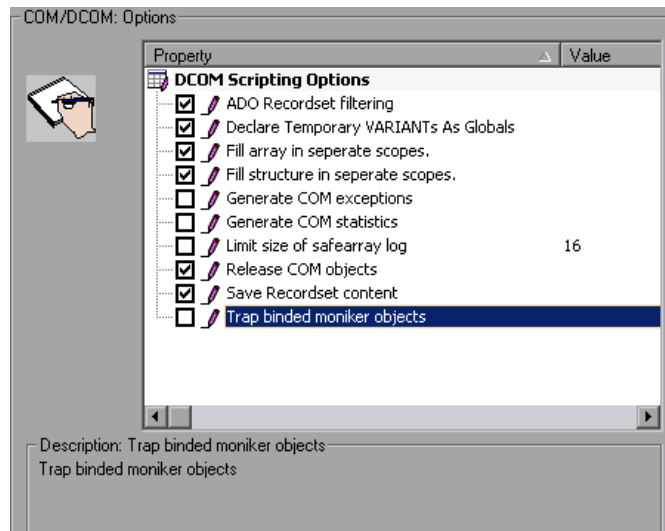 COM/DCOM: Options
Property Value
DCOM Scripting Options
ADO Recordset filtering
Declare Temporary VARIANTs As Globals
Fill array in seperate scopes.
Fill structure in seperate scopes.
Generate COM exceptions
Generate COM statistics
Limit size of safearray log 16
Release COM objects
Save Recordset content
Trap binded moniker objects
Description: Trap binded moniker objects
Trap binded moniker objects